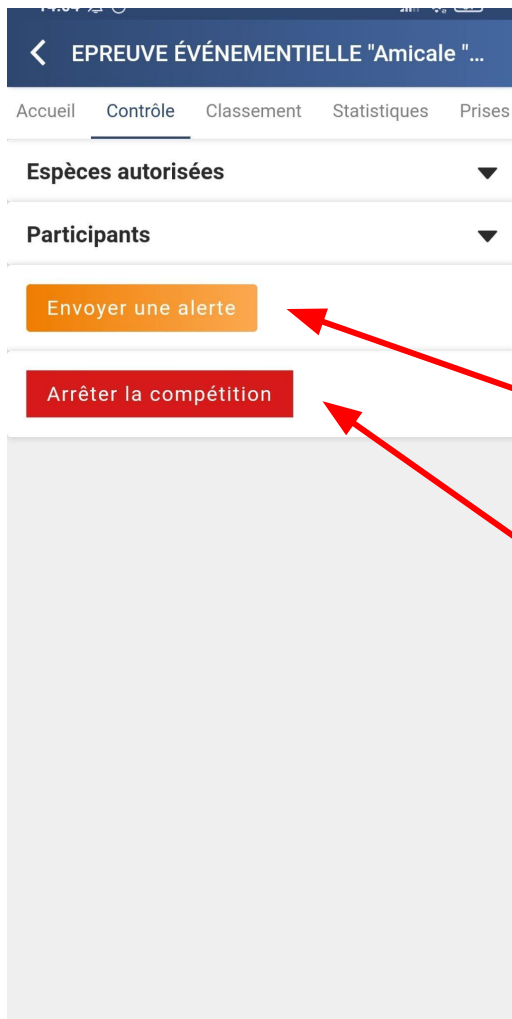 EPREUVE ÉVÉNEMENTIELLE "Amicale "...
Accueil Contrôle Classement Statistiques Prises
Espèces autorisées
Participants
Envoyer une alerte
Arrêter la compétition